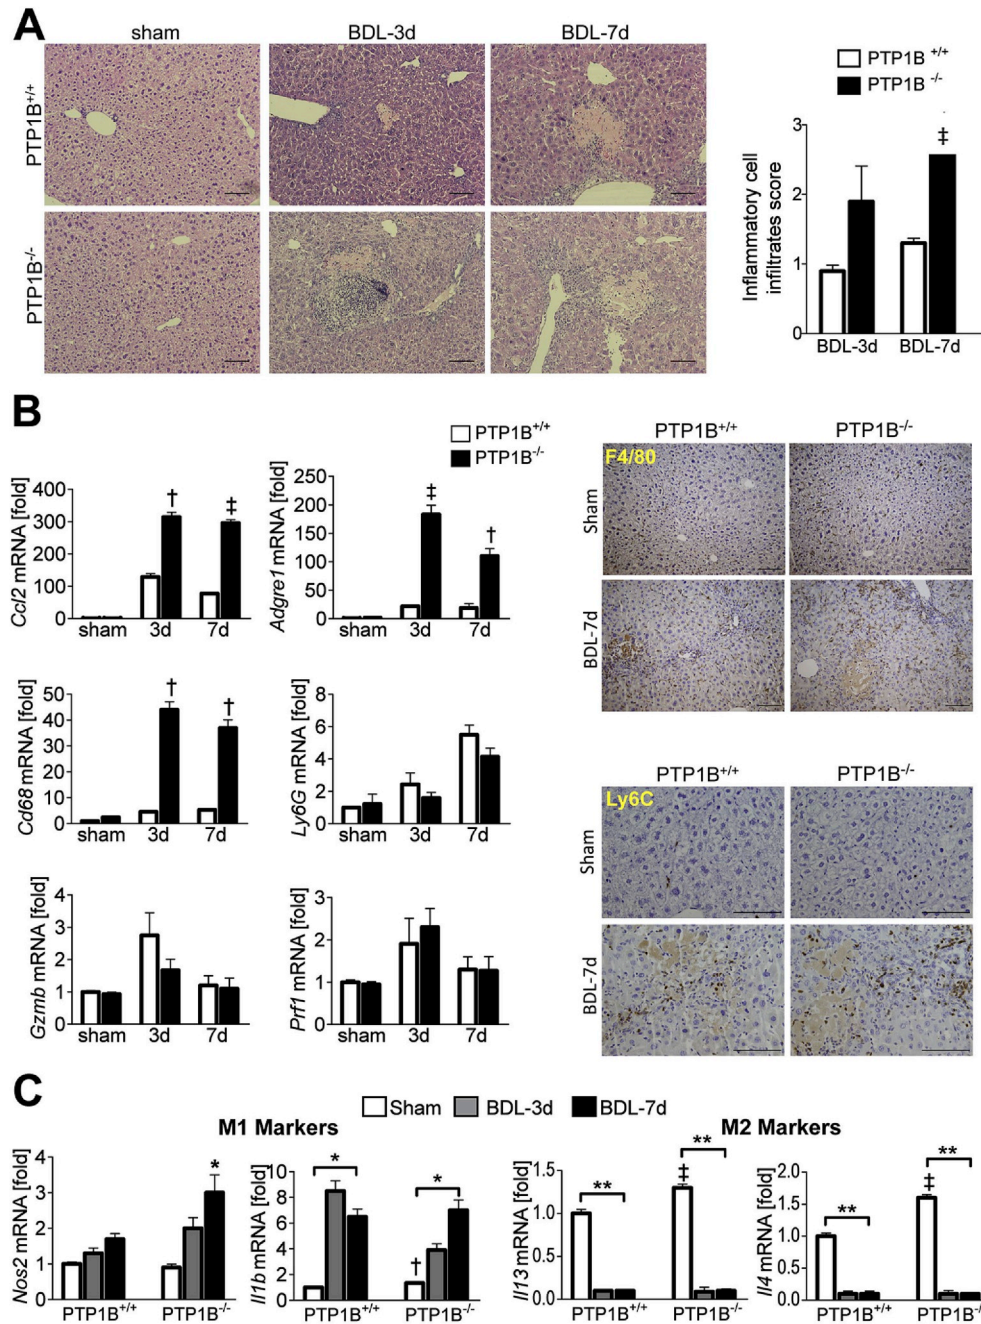 A
sham
BDL-3d
BDL-7d
PTP1B+/+
PTP1B-/-
PTP1B +/+
PTP1B -/-
Inflammatory cell
infiltrates score
3
2
1
0
‡
BDL-3d
BDL-7d
B
PTP1B+/+
PTP1B-/-
Ccl2 mRNA [fold]
400
300
200
100
0
†
‡
sham
3d
7d
Adgre1 mRNA [fold]
250
200
150
100
50
0
‡
†
sham
3d
7d
Cd68 mRNA [fold]
50
40
30
20
10
0
†
†
sham
3d
7d
Ly6G mRNA [fold]
8
6
4
2
0
sham
3d
7d
Gzmb mRNA [fold]
4
3
2
1
0
sham
3d
7d
Prf1 mRNA [fold]
3
2
1
0
sham
3d
7d
PTP1B+/+
PTP1B-/-
F4/80
Sham
BDL-7d
PTP1B+/+
PTP1B-/-
Ly6C
Sham
BDL-7d
C
Sham
BDL-3d
BDL-7d
M1 Markers
M2 Markers
Nos2 mRNA [fold]
4
3
2
1
0
*
PTP1B+/+
PTP1B-/-
Il1b mRNA [fold]
10
8
6
4
2
0
*
†
*
PTP1B+/+
PTP1B-/-
Il13 mRNA [fold]
1.5
1.0
0.5
0.0
**
‡
**
PTP1B+/+
PTP1B-/-
Il4 mRNA [fold]
2.0
1.5
1.0
0.5
0.0
**
‡
**
PTP1B+/+
PTP1B-/-